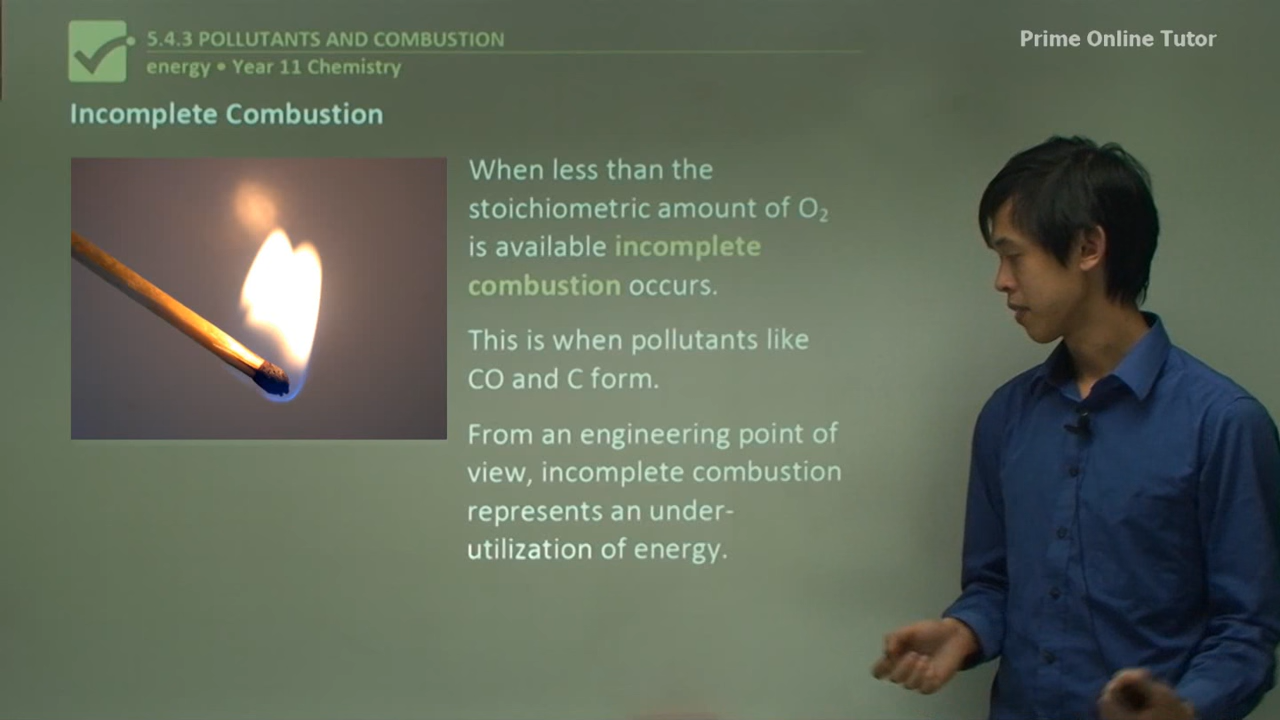 5.4.3 POLLUTANTS AND COMBUSTION
energy • Year 11 Chemistry
Prime Online Tutor
Incomplete Combustion
When less than the
stoichiometric amount of O₂
is available incomplete
combustion occurs.
This is when pollutants like
CO and C form.
From an engineering point of
view, incomplete combustion
represents an under-
utilization of energy.